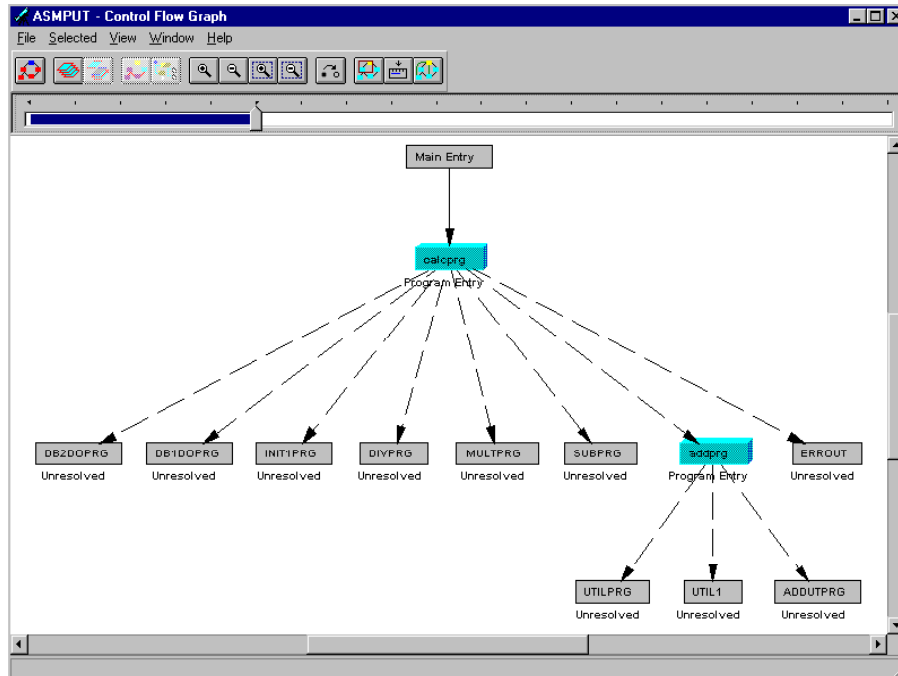 ASMPUT - Control Flow Graph
File Selected View Window Help
Main Entry
calcprg
Program Entry
DB2DOPRG DB1DOPRG INIT1PRG DIVPRG MULTPRG SUBPRG addprg ERROUT
Unresolved Unresolved Unresolved Unresolved Unresolved Unresolved Program Entry Unresolved
UTILPRG UTIL1 ADDUTPRG
Unresolved Unresolved Unresolved